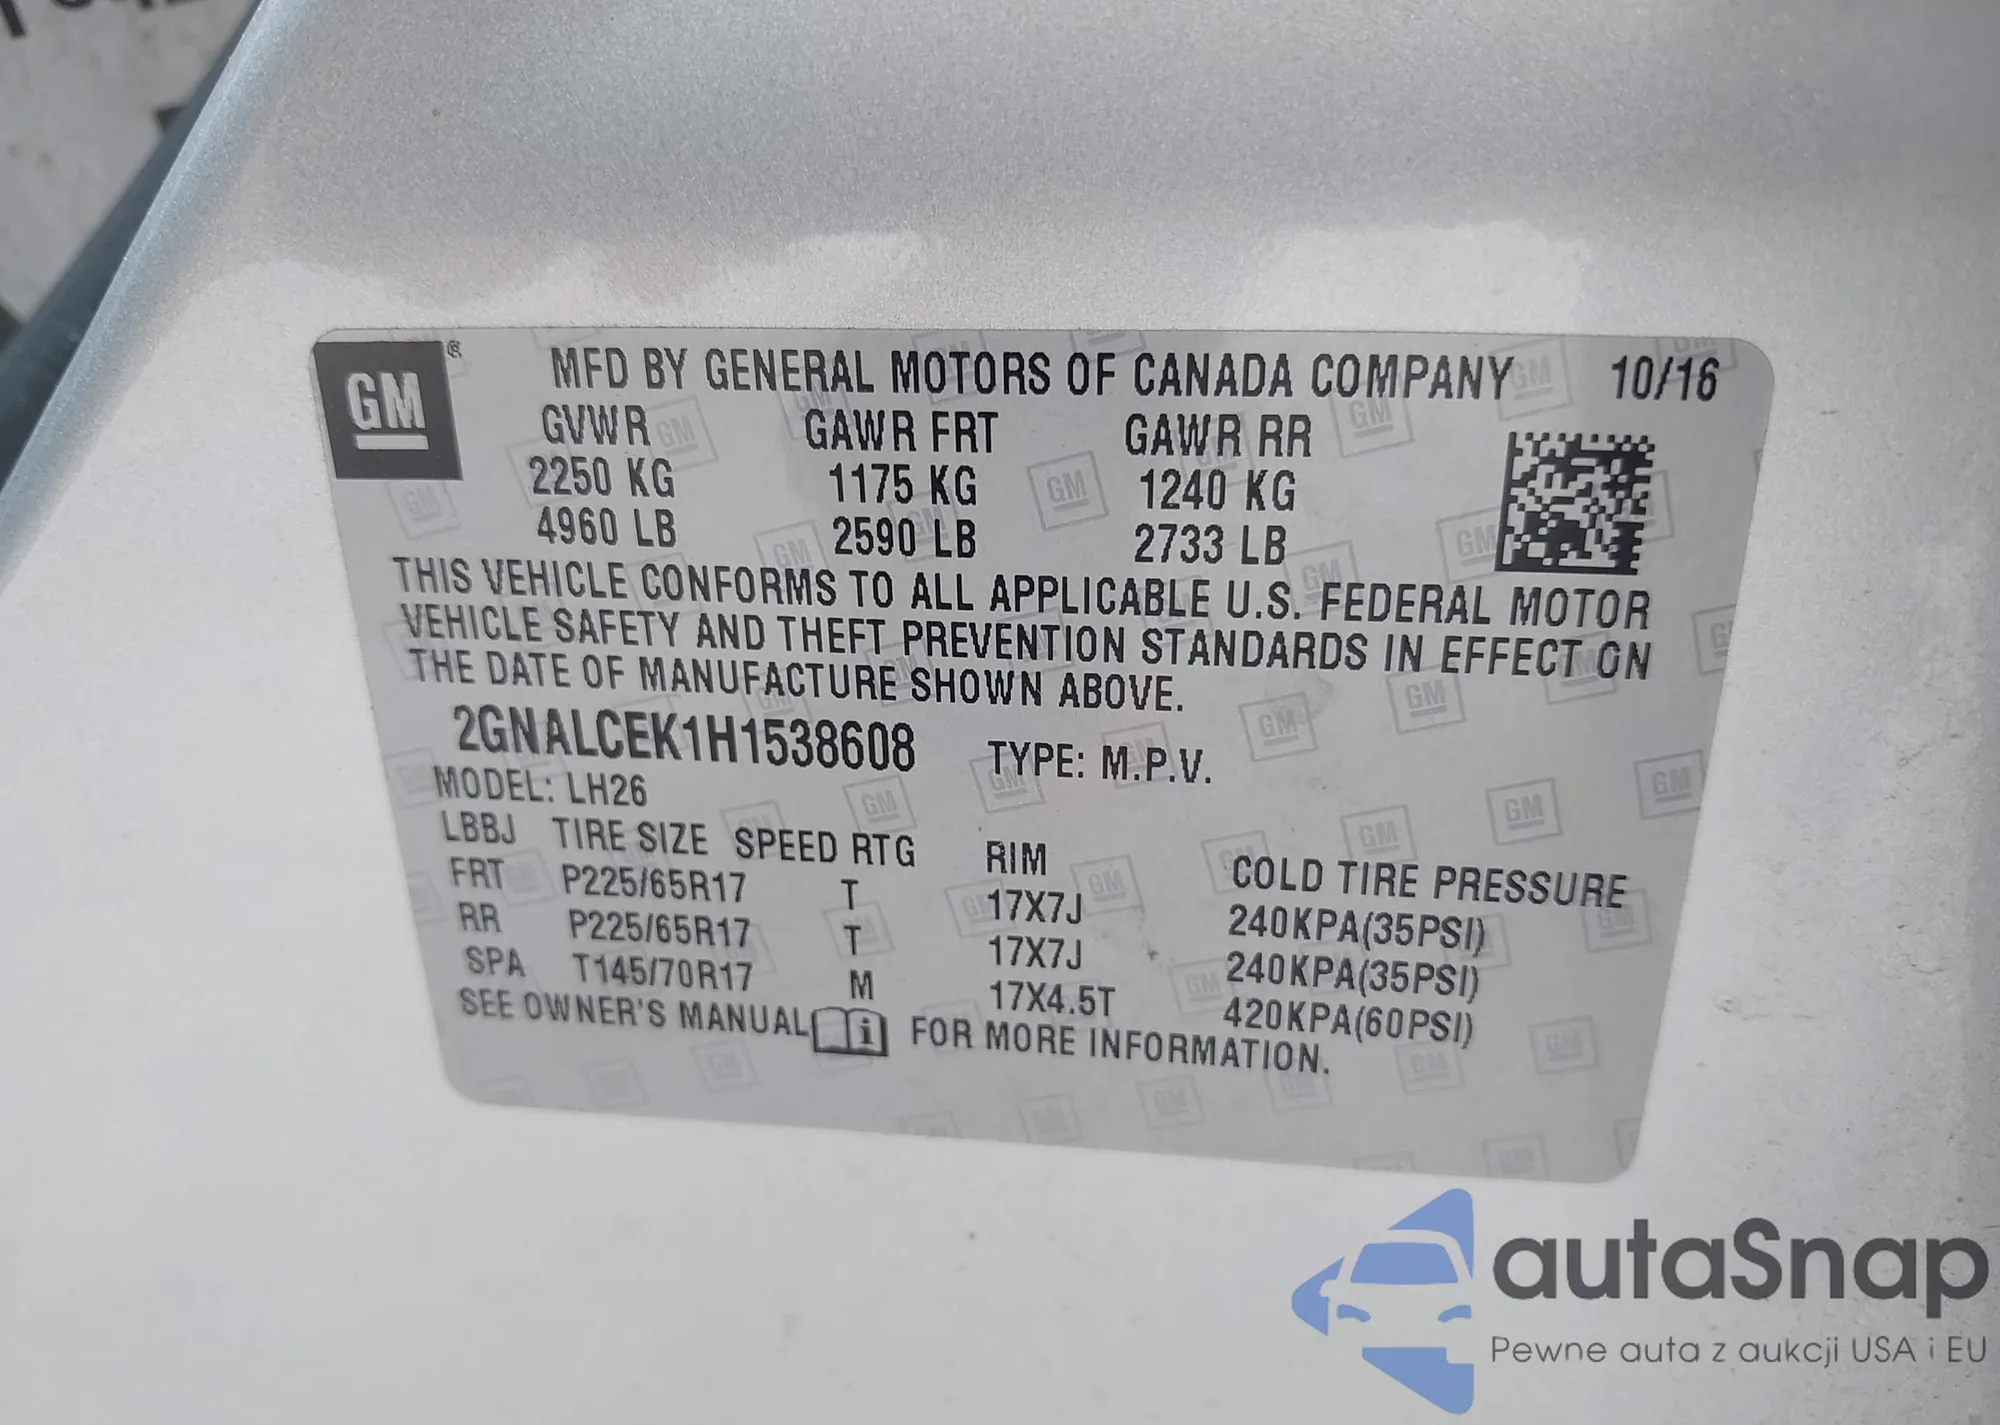 GM ®
MFD BY GENERAL MOTORS OF CANADA COMPANY 10/16
GVWR GAWR FRT GAWR RR
2250 KG 1175 KG 1240 KG
4960 LB 2590 LB 2733 LB
THIS VEHICLE CONFORMS TO ALL APPLICABLE U.S. FEDERAL MOTOR
VEHICLE SAFETY AND THEFT PREVENTION STANDARDS IN EFFECT ON
THE DATE OF MANUFACTURE SHOWN ABOVE.
2GNALCEK1H1538608 TYPE: M.P.V.
MODEL: LH26
LBBJ TIRE SIZE SPEED RTG RIM COLD TIRE PRESSURE
FRT P225/65R17 T 17X7J 240KPA(35PSI)
RR P225/65R17 T 17X7J 240KPA(35PSI)
SPA T145/70R17 M 17X4.5T 420KPA(60PSI)
SEE OWNER'S MANUAL i FOR MORE INFORMATION.
autaSnap
Pewne auta z aukcji USA i EU